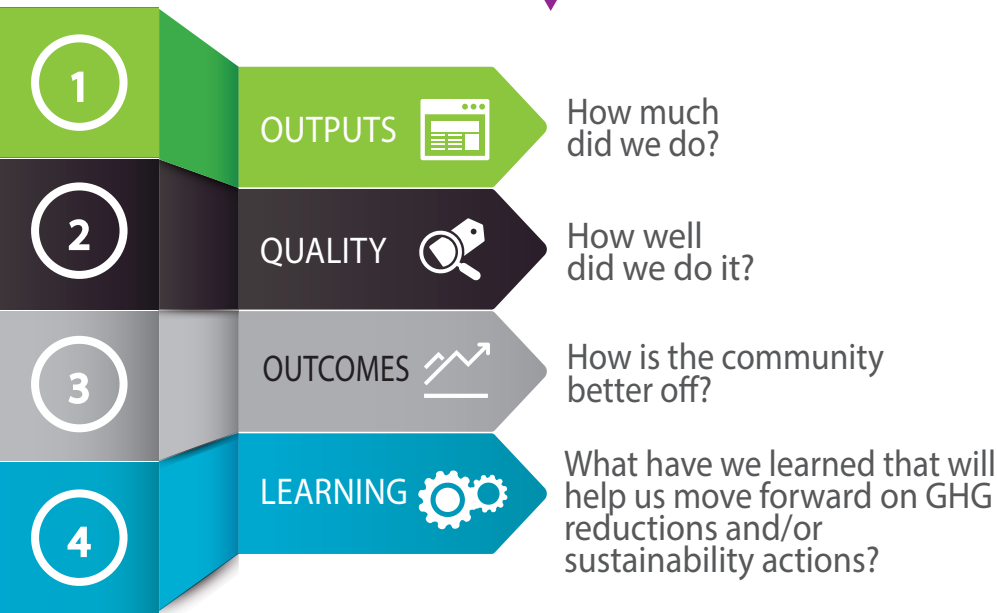 1
OUTPUTS
How much
did we do?
2
QUALITY
How well
did we do it?
3
OUTCOMES
How is the community
better off?
4
LEARNING
What have we learned that will
help us move forward on GHG
reductions and/or
sustainability actions?